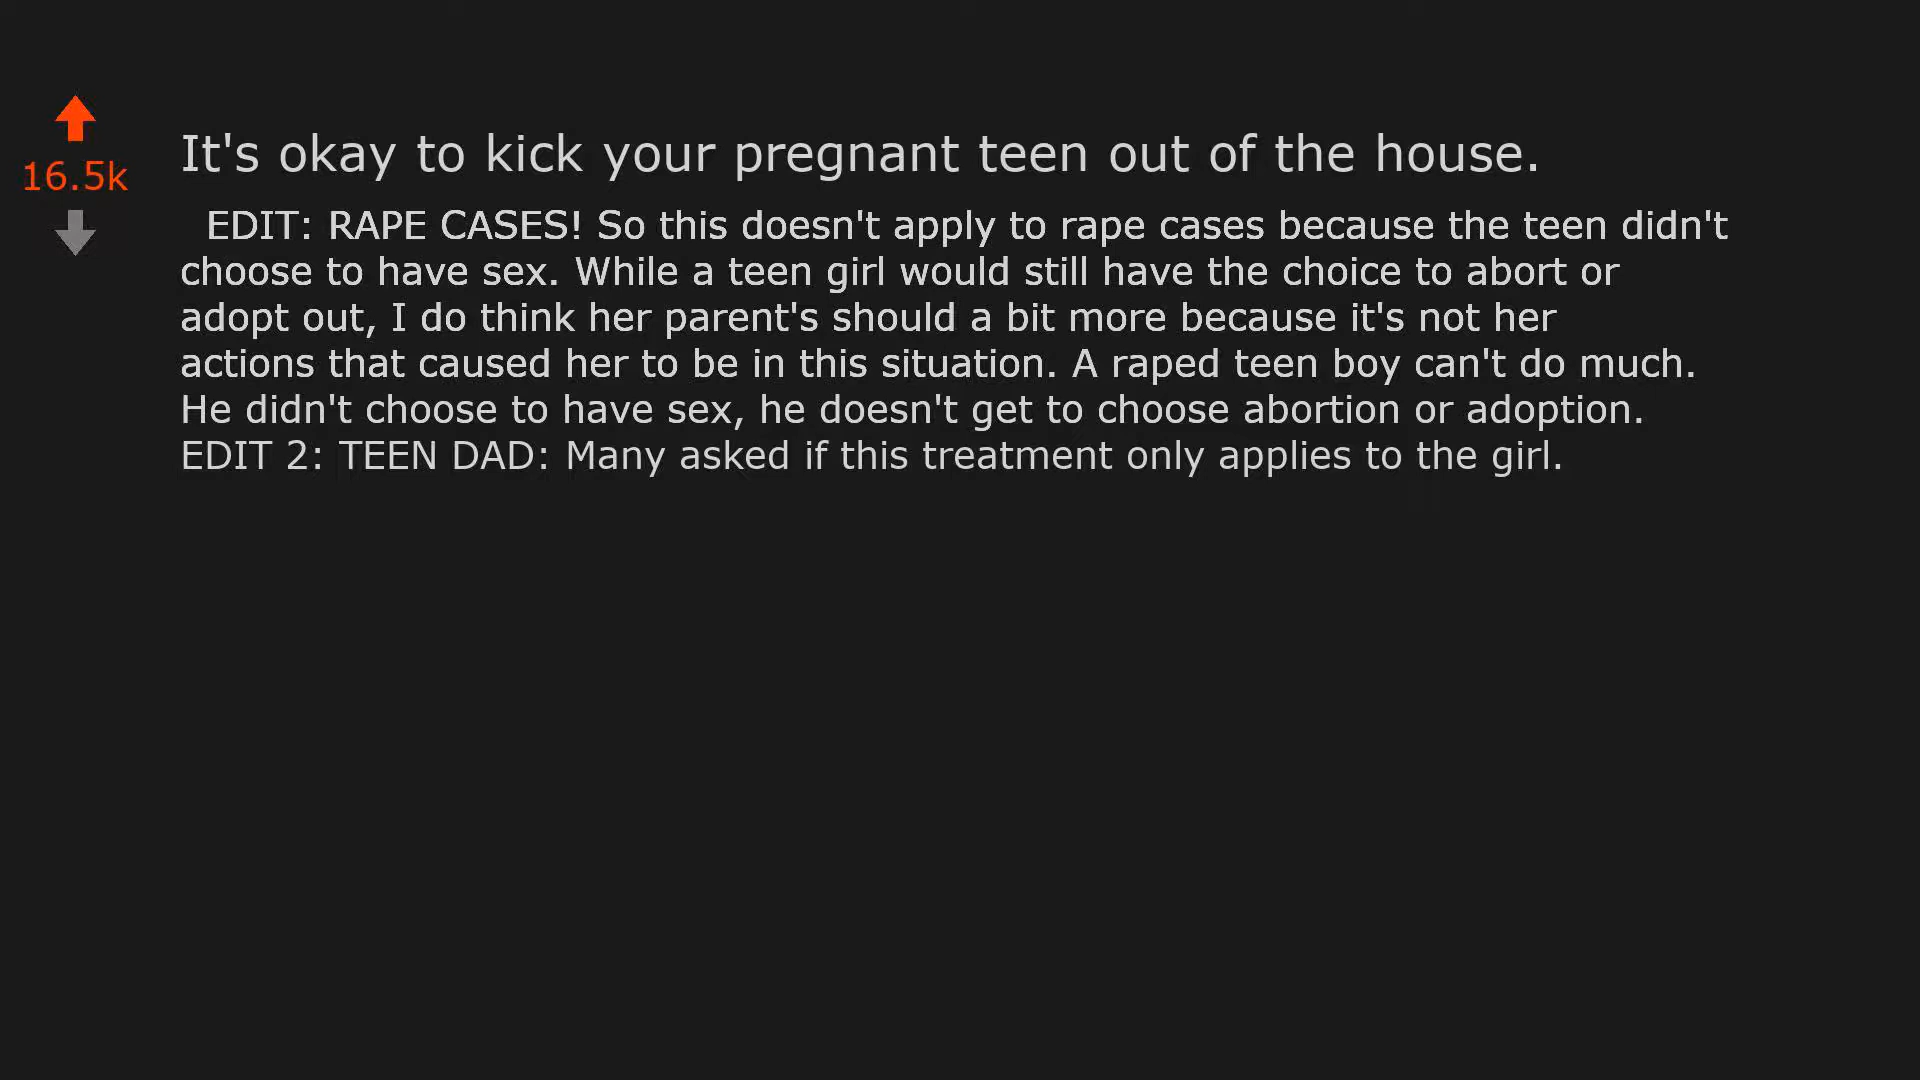 It's okay to kick your pregnant teen out of the house.
16.5k
EDIT: RAPE CASES! So this doesn't apply to rape cases because the teen didn't
choose to have sex. While a teen girl would still have the choice to abort or
adopt out, I do think her parent's should a bit more because it's not her
actions that caused her to be in this situation. A raped teen boy can't do much.
He didn't choose to have sex, he doesn't get to choose abortion or adoption.
EDIT 2: TEEN DAD: Many asked if this treatment only applies to the girl.